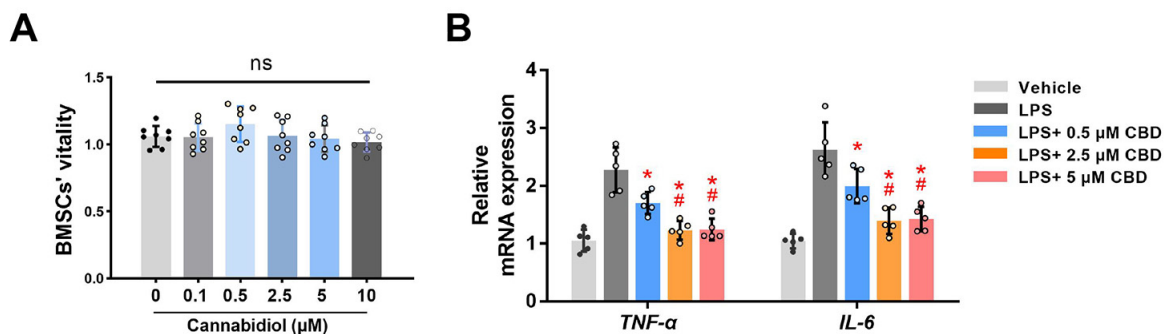 A
BMSCs' vitality
ns
1.5
1.0
0.5
0.0
0 0.1 0.5 2.5 5 10
Cannabidiol (μM)
B
Relative
mRNA expression
4
3
2
1
0
*
*
#
*
#
*
*
#
*
#
TNF-α IL-6
Vehicle
LPS
LPS+ 0.5 μM CBD
LPS+ 2.5 μM CBD
LPS+ 5 μM CBD